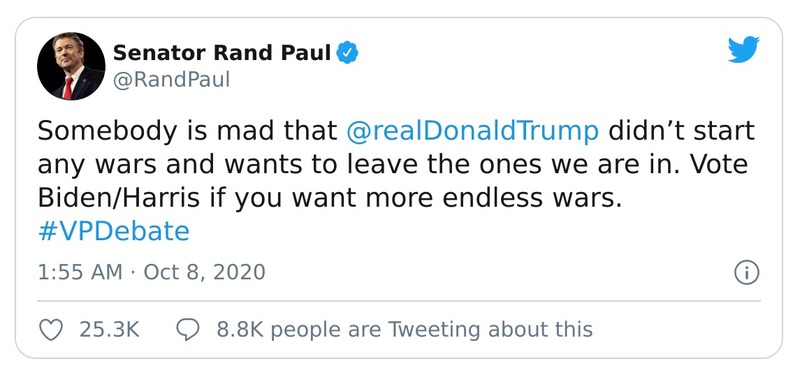 Senator Rand Paul
@RandPaul
Somebody is mad that @realDonaldTrump didn’t start
any wars and wants to leave the ones we are in. Vote
Biden/Harris if you want more endless wars.
#VPDebate
1:55 AM · Oct 8, 2020
25.3K 8.8K people are Tweeting about this